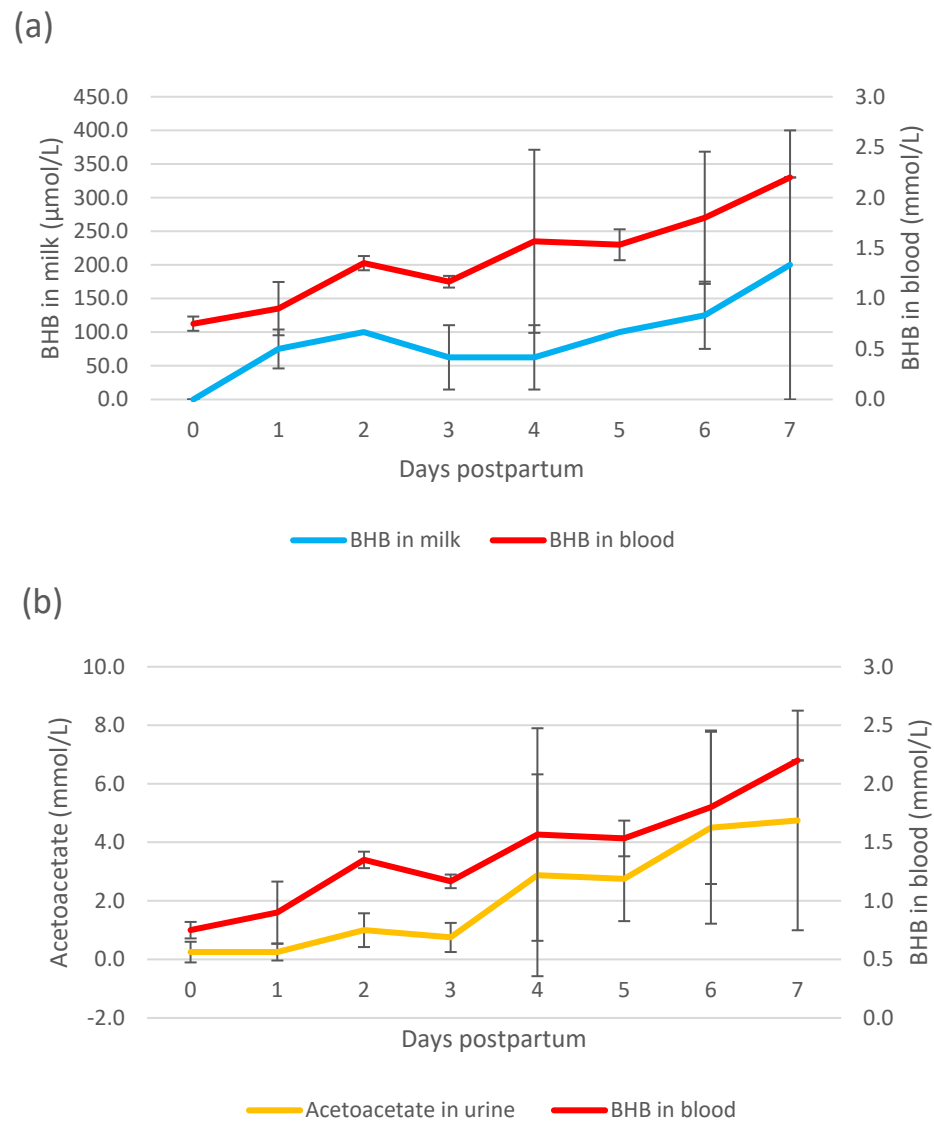 (a)
BHB in milk (µmol/L)
450.0
400.0
350.0
300.0
250.0
200.0
150.0
100.0
50.0
0.0
3.0
2.5
2.0
1.5
1.0
0.5
0.0
BHB in blood (mmol/L)
0 1 2 3 4 5 6 7
Days postpartum
BHB in milk BHB in blood
(b)
Acetoacetate (mmol/L)
10.0
8.0
6.0
4.0
2.0
0.0
-2.0
3.0
2.5
2.0
1.5
1.0
0.5
0.0
BHB in blood (mmol/L)
0 1 2 3 4 5 6 7
Days postpartum
Acetoacetate in urine BHB in blood